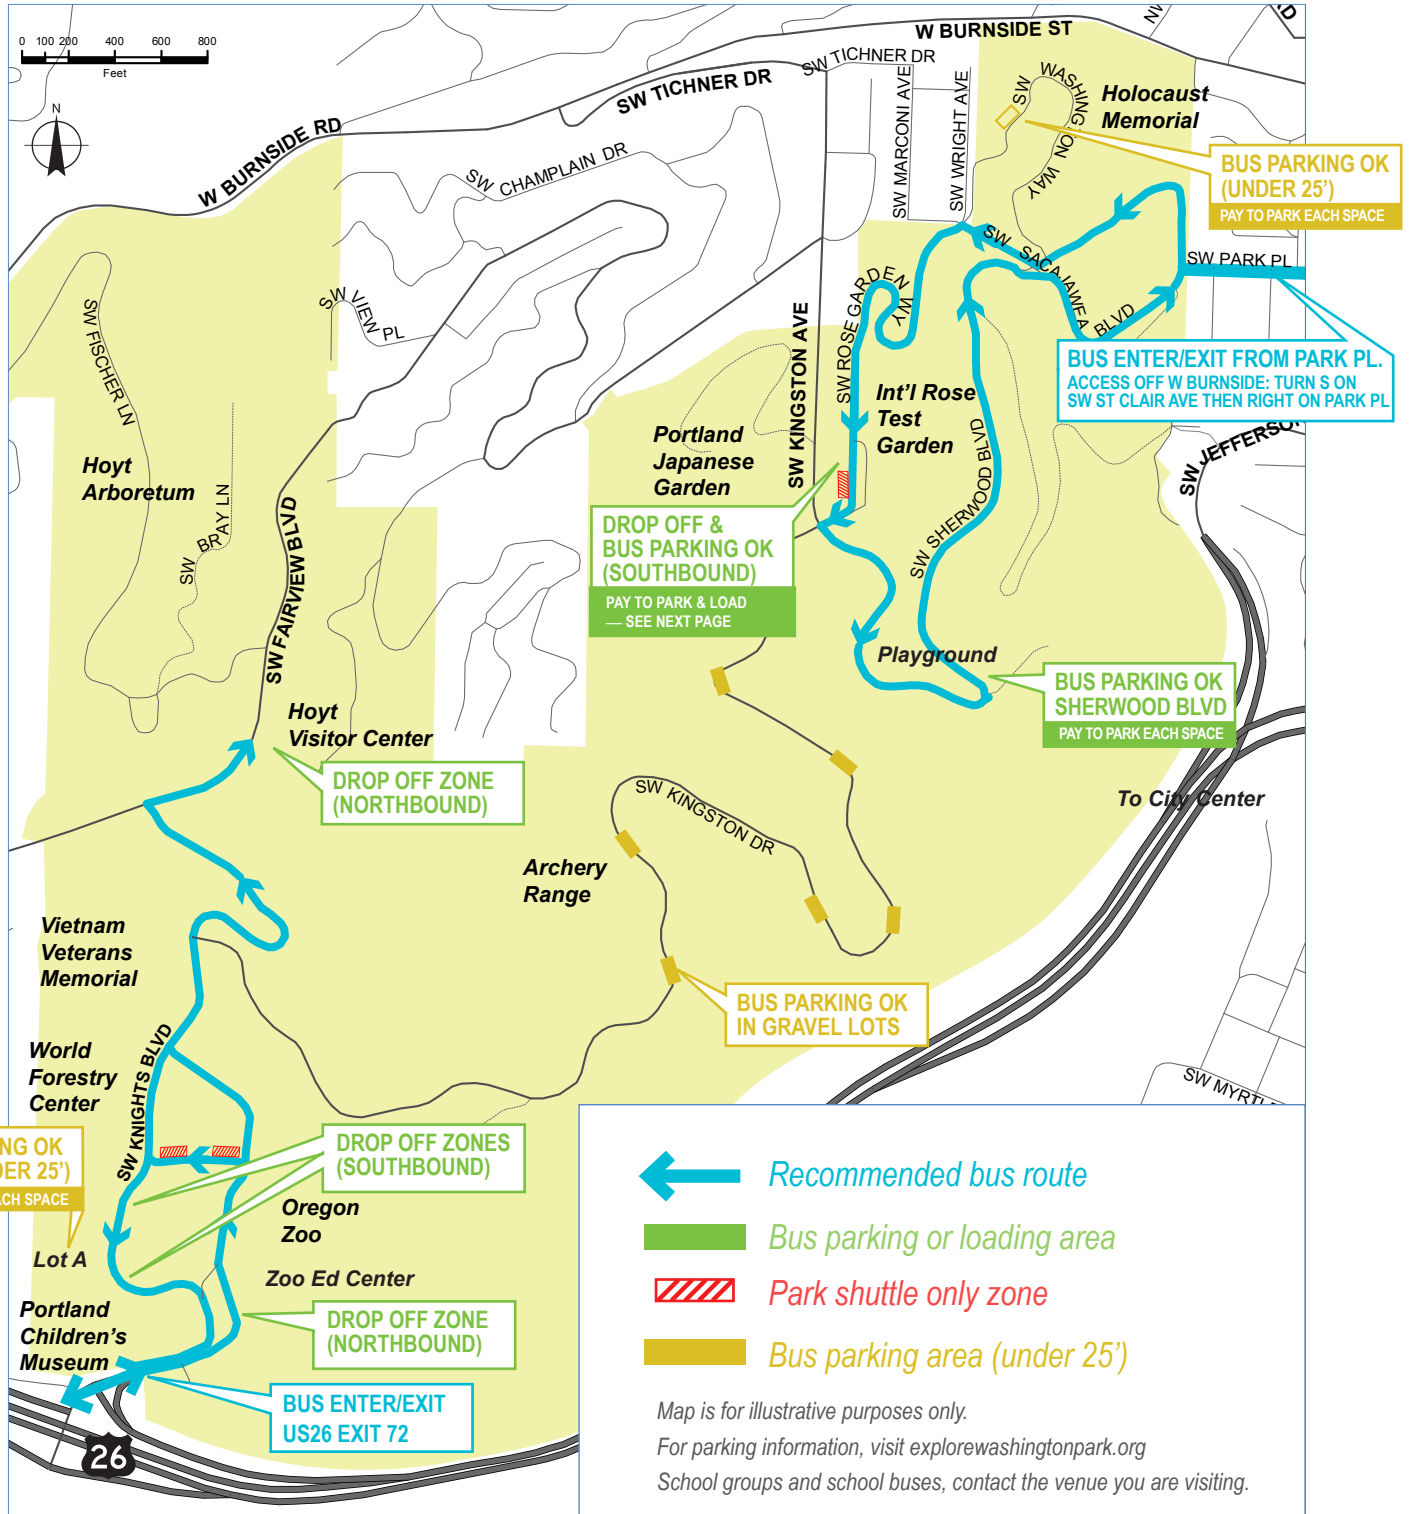 0 100 200 400 600 800
Feet
N
W BURNSIDE ST
SW TICHNER DR
SW TICHNER DR
SW MARCONI AVE
SW WRIGHT AVE
SW WASHINGTON WAY
Holocaust
Memorial
W BURNSIDE RD
SW CHAMPLAIN DR
BUS PARKING OK
(UNDER 25')
PAY TO PARK EACH SPACE
SW SACAJAWEA BLVD
SW PARK PL
SW VIEW PL
SW FISCHER LN
SW ROSE GARDEN WY
SW KINGSTON AVE
BUS ENTER/EXIT FROM PARK PL.
ACCESS OFF W BURNSIDE: TURN S ON
SW ST CLAIR AVE THEN RIGHT ON PARK PL
Int'l Rose
Test
Garden
Portland
Japanese
Garden
SW SHERWOOD BLVD
Hoyt
Arboretum
SW BRAY LN
SW FAIRVIEW BLVD
DROP OFF &
BUS PARKING OK
(SOUTHBOUND)
PAY TO PARK & LOAD
— SEE NEXT PAGE
Playground
BUS PARKING OK
SHERWOOD BLVD
PAY TO PARK EACH SPACE
Hoyt
Visitor Center
DROP OFF ZONE
(NORTHBOUND)
SW KINGSTON DR
To City Center
Archery
Range
Vietnam
Veterans
Memorial
BUS PARKING OK
IN GRAVEL LOTS
World
Forestry
Center
SW KNIGHTS BLVD
DROP OFF ZONES
(SOUTHBOUND)
OK
25')
SPACE
Oregon
Zoo
Lot A
Zoo Ed Center
Portland
Children's
Museum
DROP OFF ZONE
(NORTHBOUND)
BUS ENTER/EXIT
US26 EXIT 72
26
Recommended bus route
Bus parking or loading area
Park shuttle only zone
Bus parking area (under 25')
Map is for illustrative purposes only.
For parking information, visit explorewashingtonpark.org
School groups and school buses, contact the venue you are visiting.